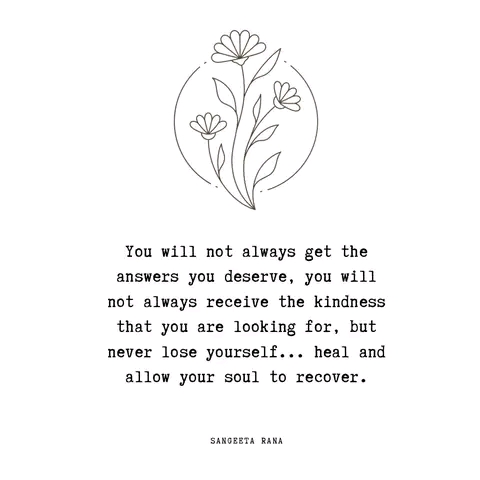 You will not always get the
answers you deserve, you will
not always receive the kindness
that you are looking for, but
never lose yourself... heal and
allow your soul to recover.
SANGEETA RANA